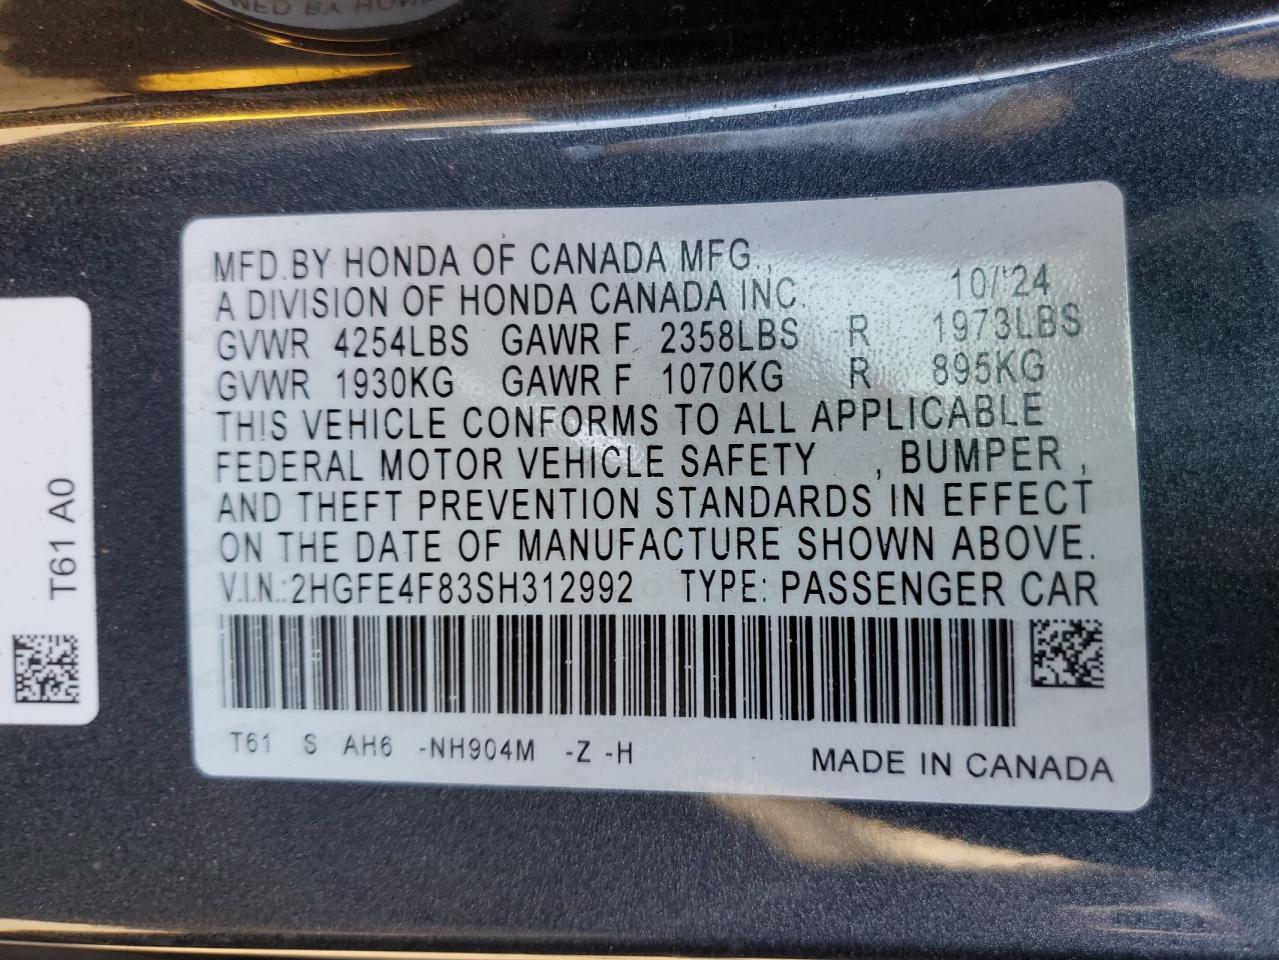 MFD.BY HONDA OF CANADA MFG.,
A DIVISION OF HONDA CANADA INC. 10/'24
GVWR 4254LBS GAWR F 2358LBS R 1973LBS
GVWR 1930KG GAWR F 1070KG R 895KG
THIS VEHICLE CONFORMS TO ALL APPLICABLE
FEDERAL MOTOR VEHICLE SAFETY , BUMPER ,
AND THEFT PREVENTION STANDARDS IN EFFECT
ON THE DATE OF MANUFACTURE SHOWN ABOVE.
V.I.N.:2HGFE4F83SH312992 TYPE: PASSENGER CAR
T61 S AH6 -NH904M -Z -H
MADE IN CANADA
T61 A0